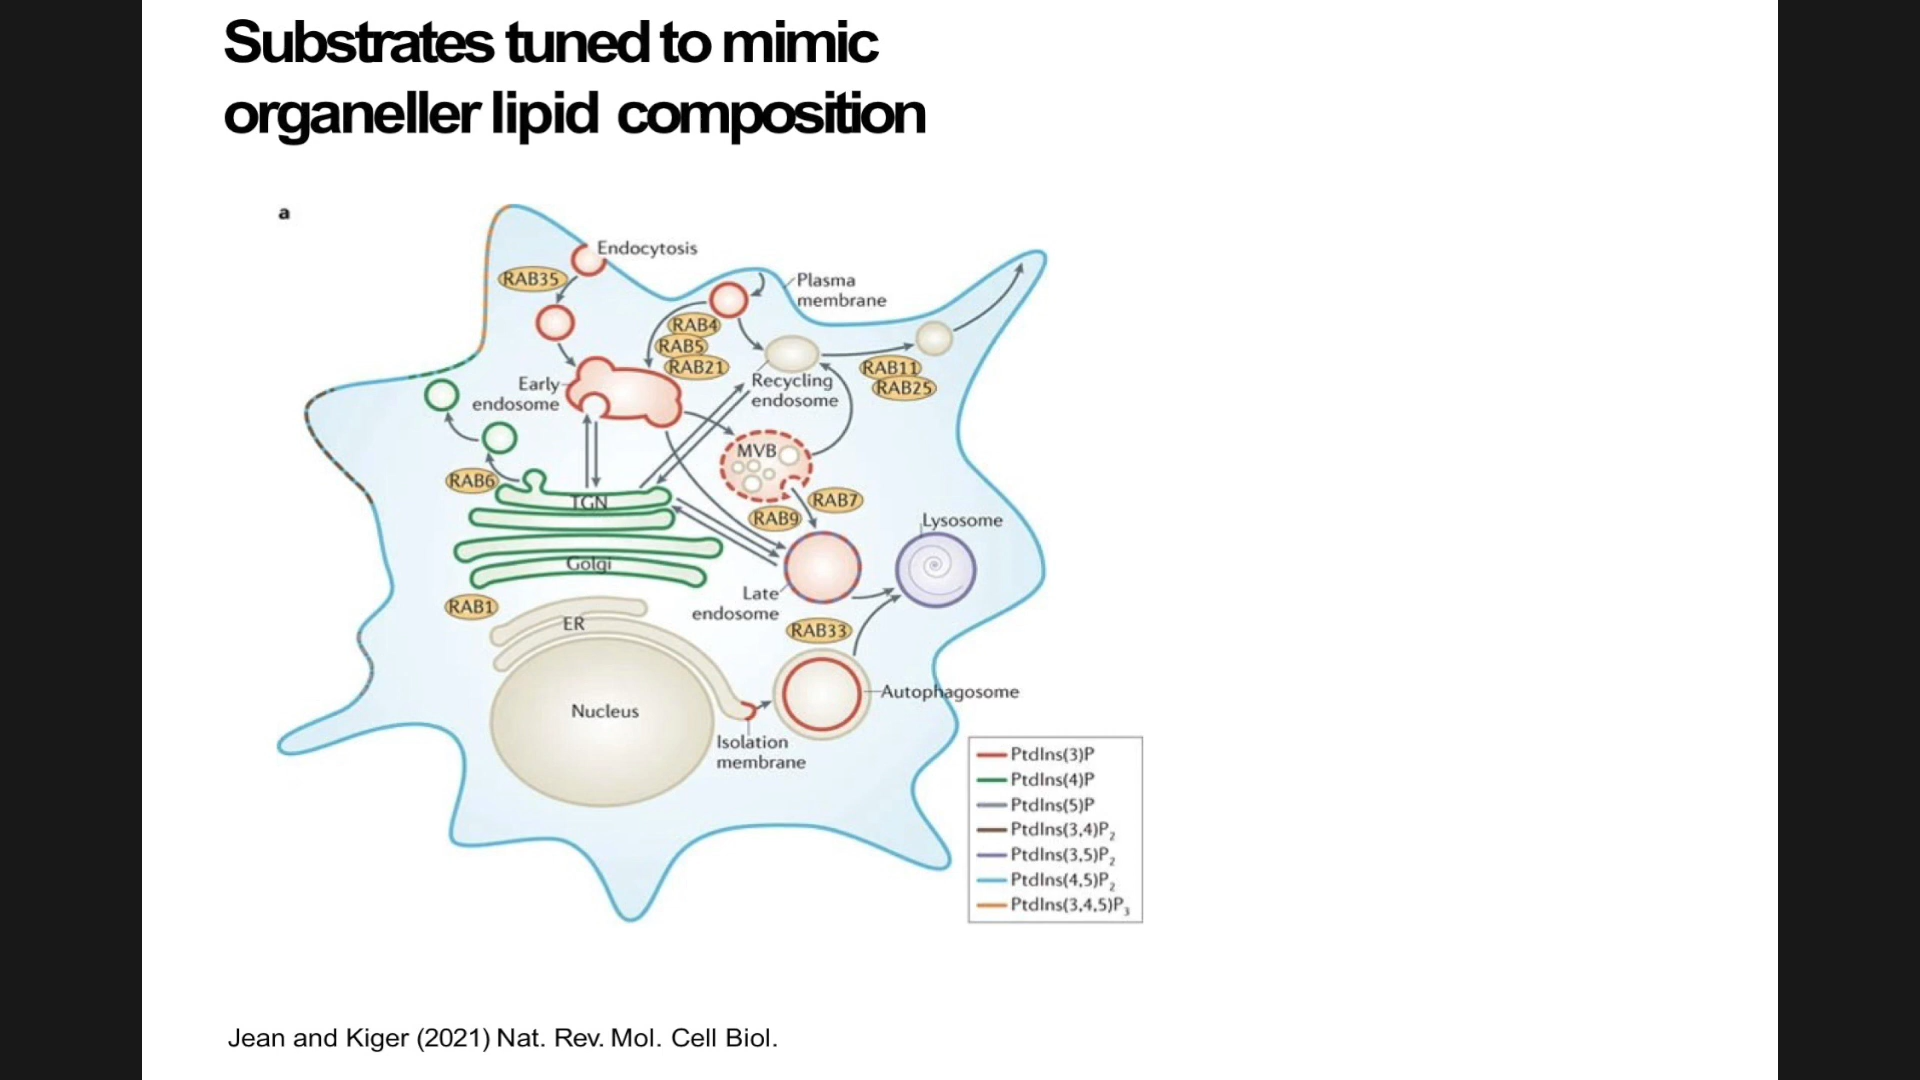 Substrates tuned to mimic
organeller lipid composition
a
Endocytosis
RAB35
Plasma
membrane
RAB4
RAB5
RAB21
RAB11
RAB25
Early
endosome
Recycling
endosome
MVB
RAB6
TGN
RAB7
RAB9
Lysosome
Golgi
Late
endosome
RAB1
ER
RAB33
Nucleus
Autophagosome
Isolation
membrane
PtdIns(3)P
PtdIns(4)P
PtdIns(5)P
PtdIns(3,4)P₂
PtdIns(3,5)P₂
PtdIns(4,5)P₂
PtdIns(3,4,5)P₃
Jean and Kiger (2021) Nat. Rev. Mol. Cell Biol.